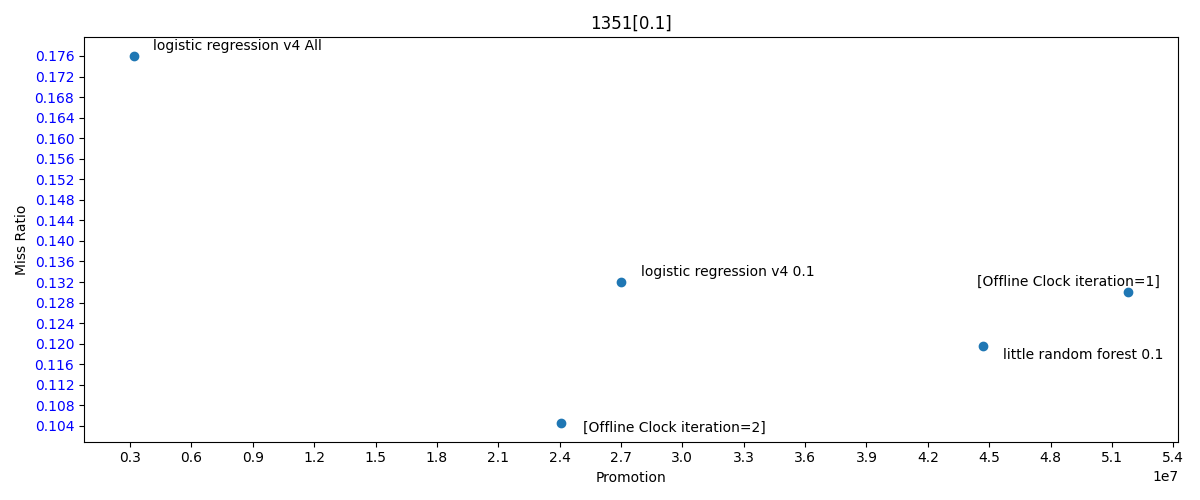 1351[0.1]
Miss Ratio
0.176
0.172
0.168
0.164
0.160
0.156
0.152
0.148
0.144
0.140
0.136
0.132
0.128
0.124
0.120
0.116
0.112
0.108
0.104
logistic regression v4 All
logistic regression v4 0.1
[Offline Clock iteration=1]
little random forest 0.1
[Offline Clock iteration=2]
0.3 0.6 0.9 1.2 1.5 1.8 2.1 2.4 2.7 3.0 3.3 3.6 3.9 4.2 4.5 4.8 5.1 5.4
1e7
Promotion